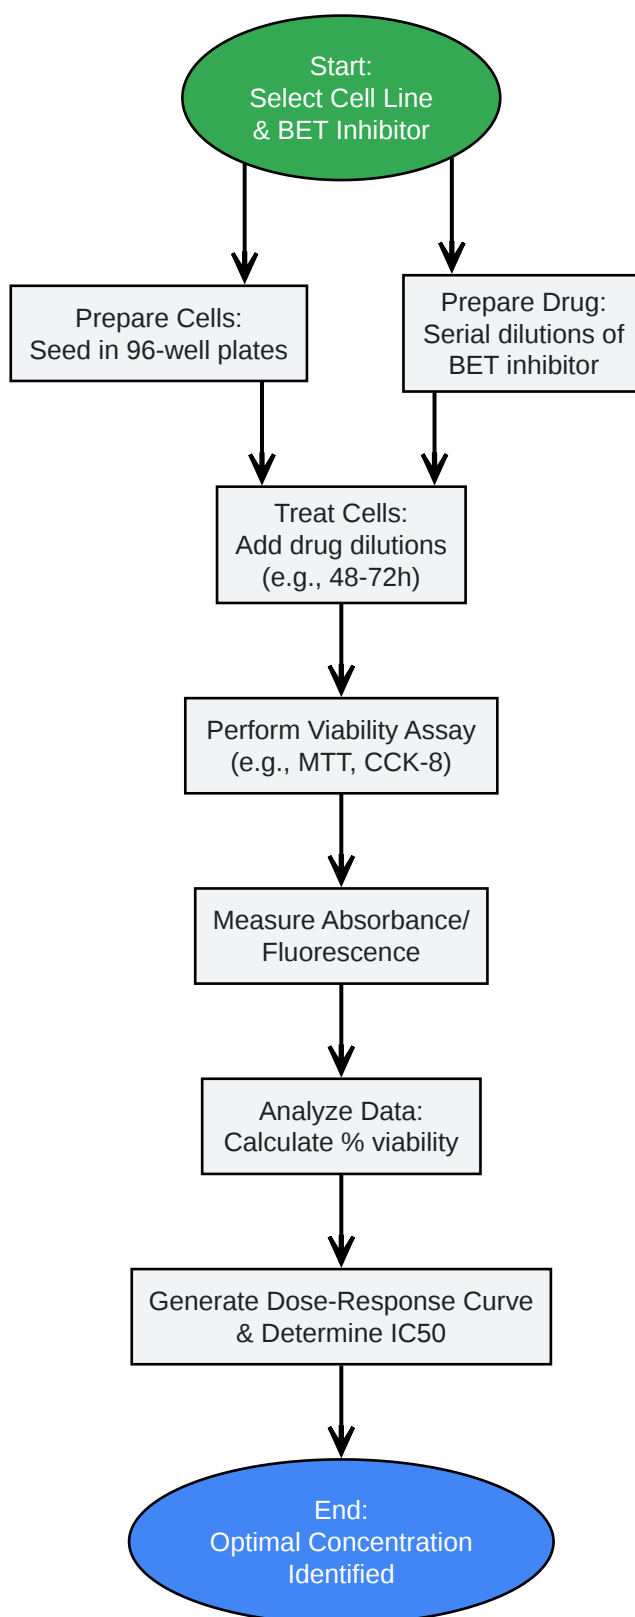 Start:
Select Cell Line
& BET Inhibitor
Prepare Cells:
Seed in 96-well plates
Prepare Drug:
Serial dilutions of
BET inhibitor
Treat Cells:
Add drug dilutions
(e.g., 48-72h)
Perform Viability Assay
(e.g., MTT, CCK-8)
Measure Absorbance/
Fluorescence
Analyze Data:
Calculate % viability
Generate Dose-Response Curve
& Determine IC50
End:
Optimal Concentration
Identified